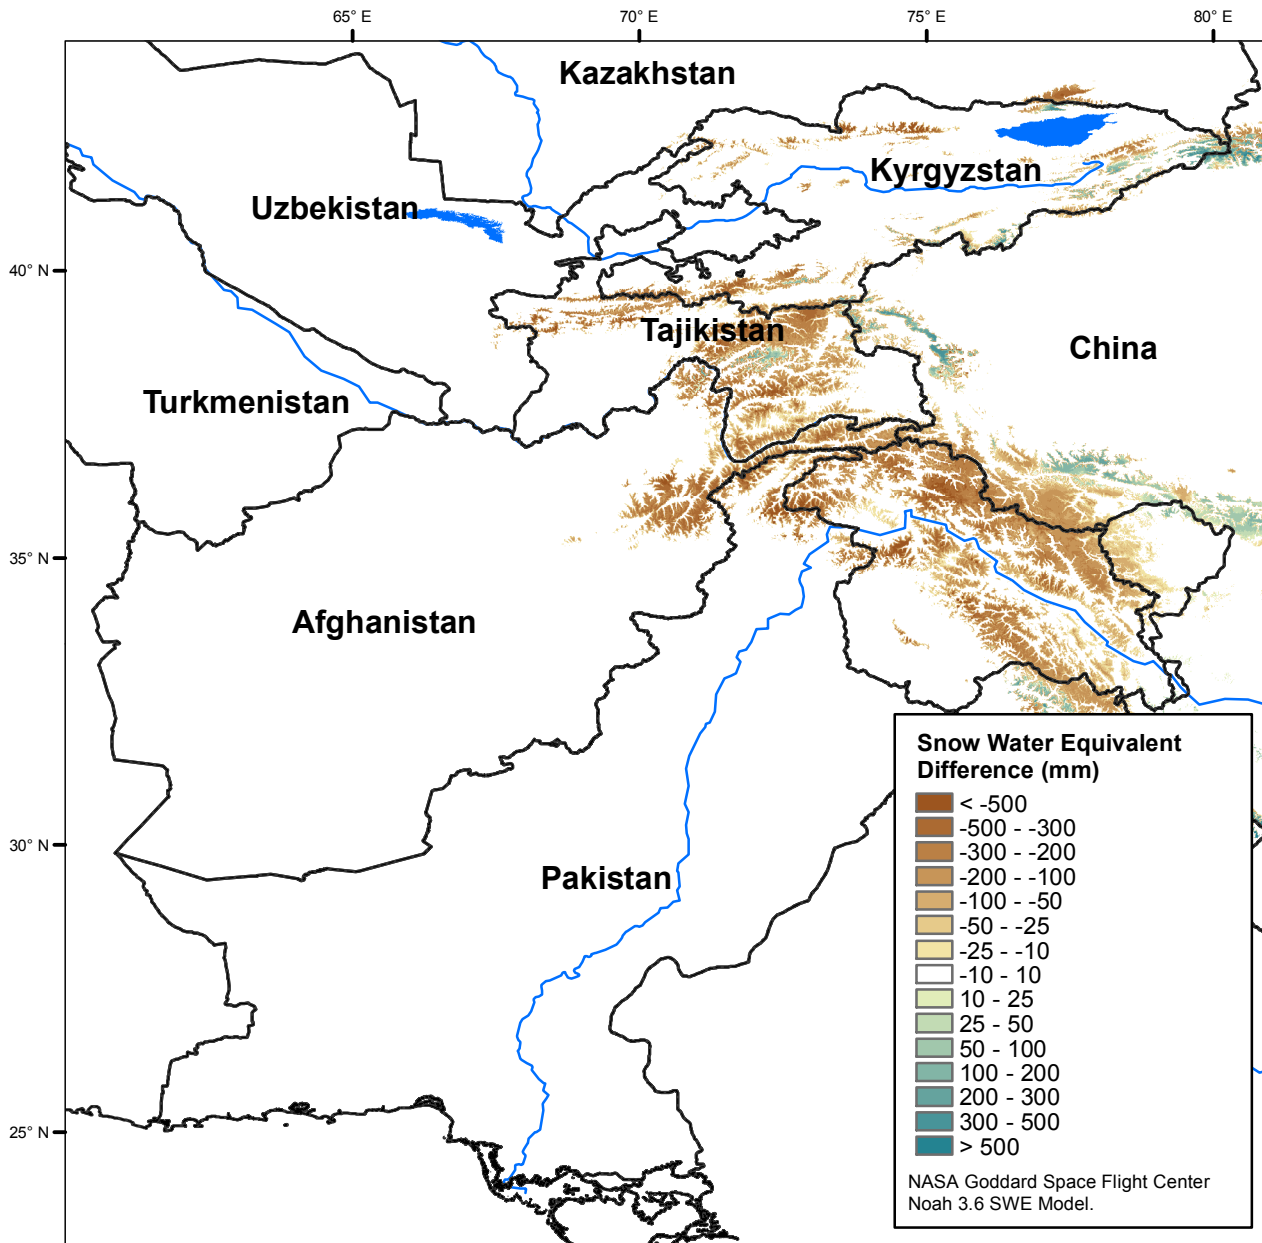 65° E
70° E
75° E
80° E
Kazakhstan
Kyrgyzstan
Uzbekistan
40° N
Tajikistan
China
Turkmenistan
35° N
Afghanistan
30° N
Pakistan
25° N
Snow Water Equivalent
Difference (mm)
< -500
-500 - -300
-300 - -200
-200 - -100
-100 - -50
-50 - -25
-25 - -10
-10 - 10
10 - 25
25 - 50
50 - 100
100 - 200
200 - 300
300 - 500
> 500
NASA Goddard Space Flight Center
Noah 3.6 SWE Model.